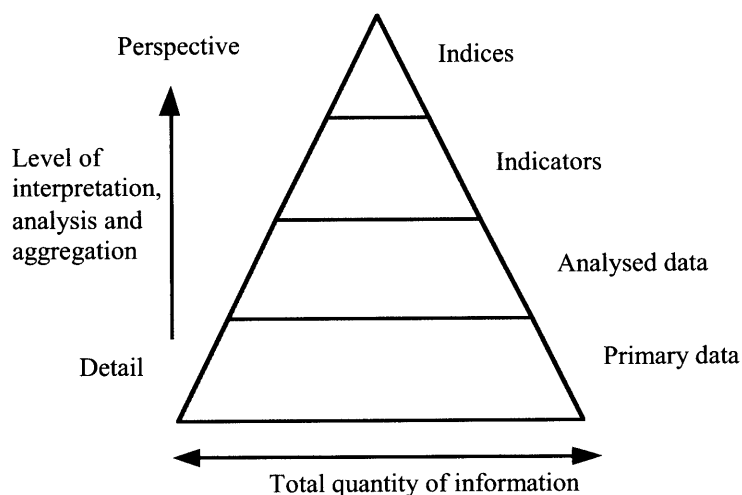 Perspective
Indices
Level of
interpretation,
analysis and
aggregation
Indicators
Analysed data
Detail
Primary data
Total quantity of information